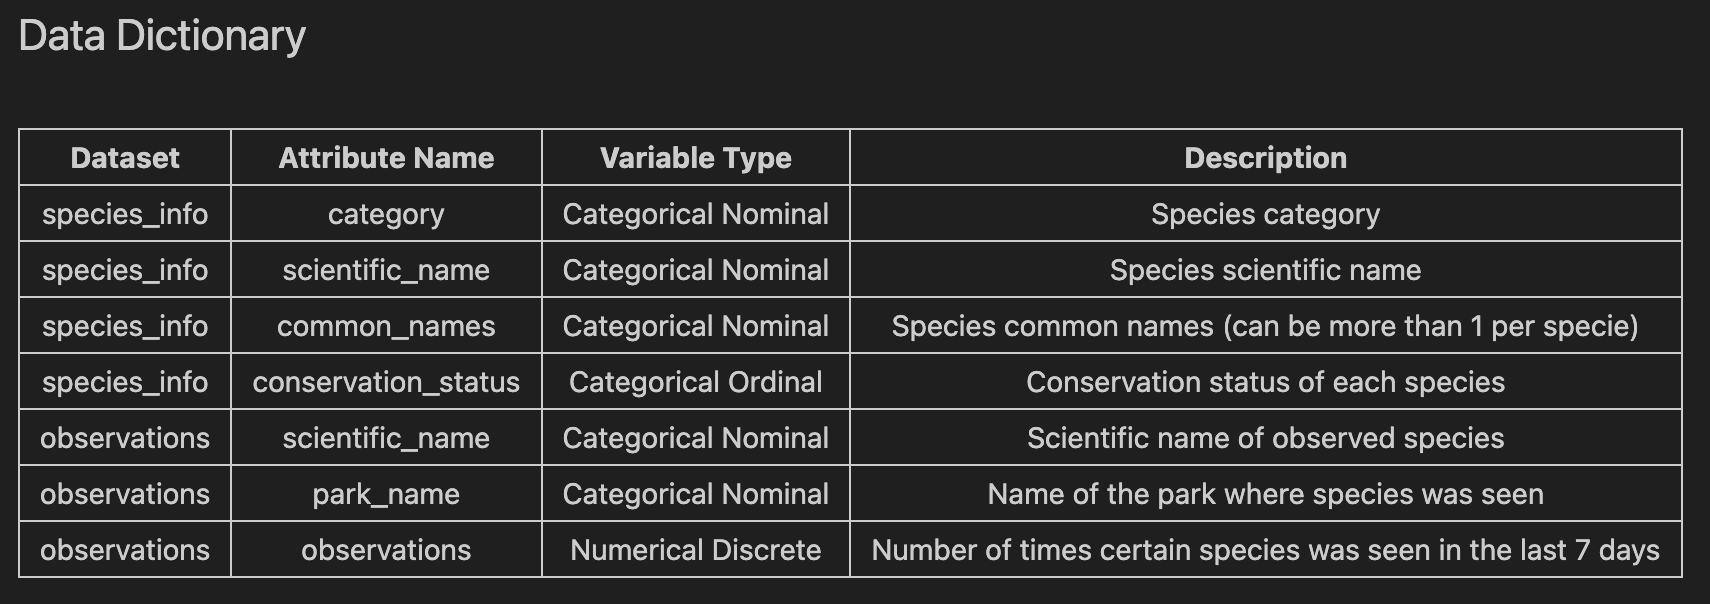 Data Dictionary
Dataset Attribute Name Variable Type Description
species_info category Categorical Nominal Species category
species_info scientific_name Categorical Nominal Species scientific name
species_info common_names Categorical Nominal Species common names (can be more than 1 per specie)
species_info conservation_status Categorical Ordinal Conservation status of each species
observations scientific_name Categorical Nominal Scientific name of observed species
observations park_name Categorical Nominal Name of the park where species was seen
observations observations Numerical Discrete Number of times certain species was seen in the last 7 days